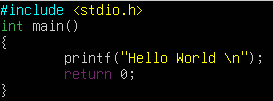 #include <stdio.h>
int main()
{
        printf("Hello World \n");
        return 0;
}